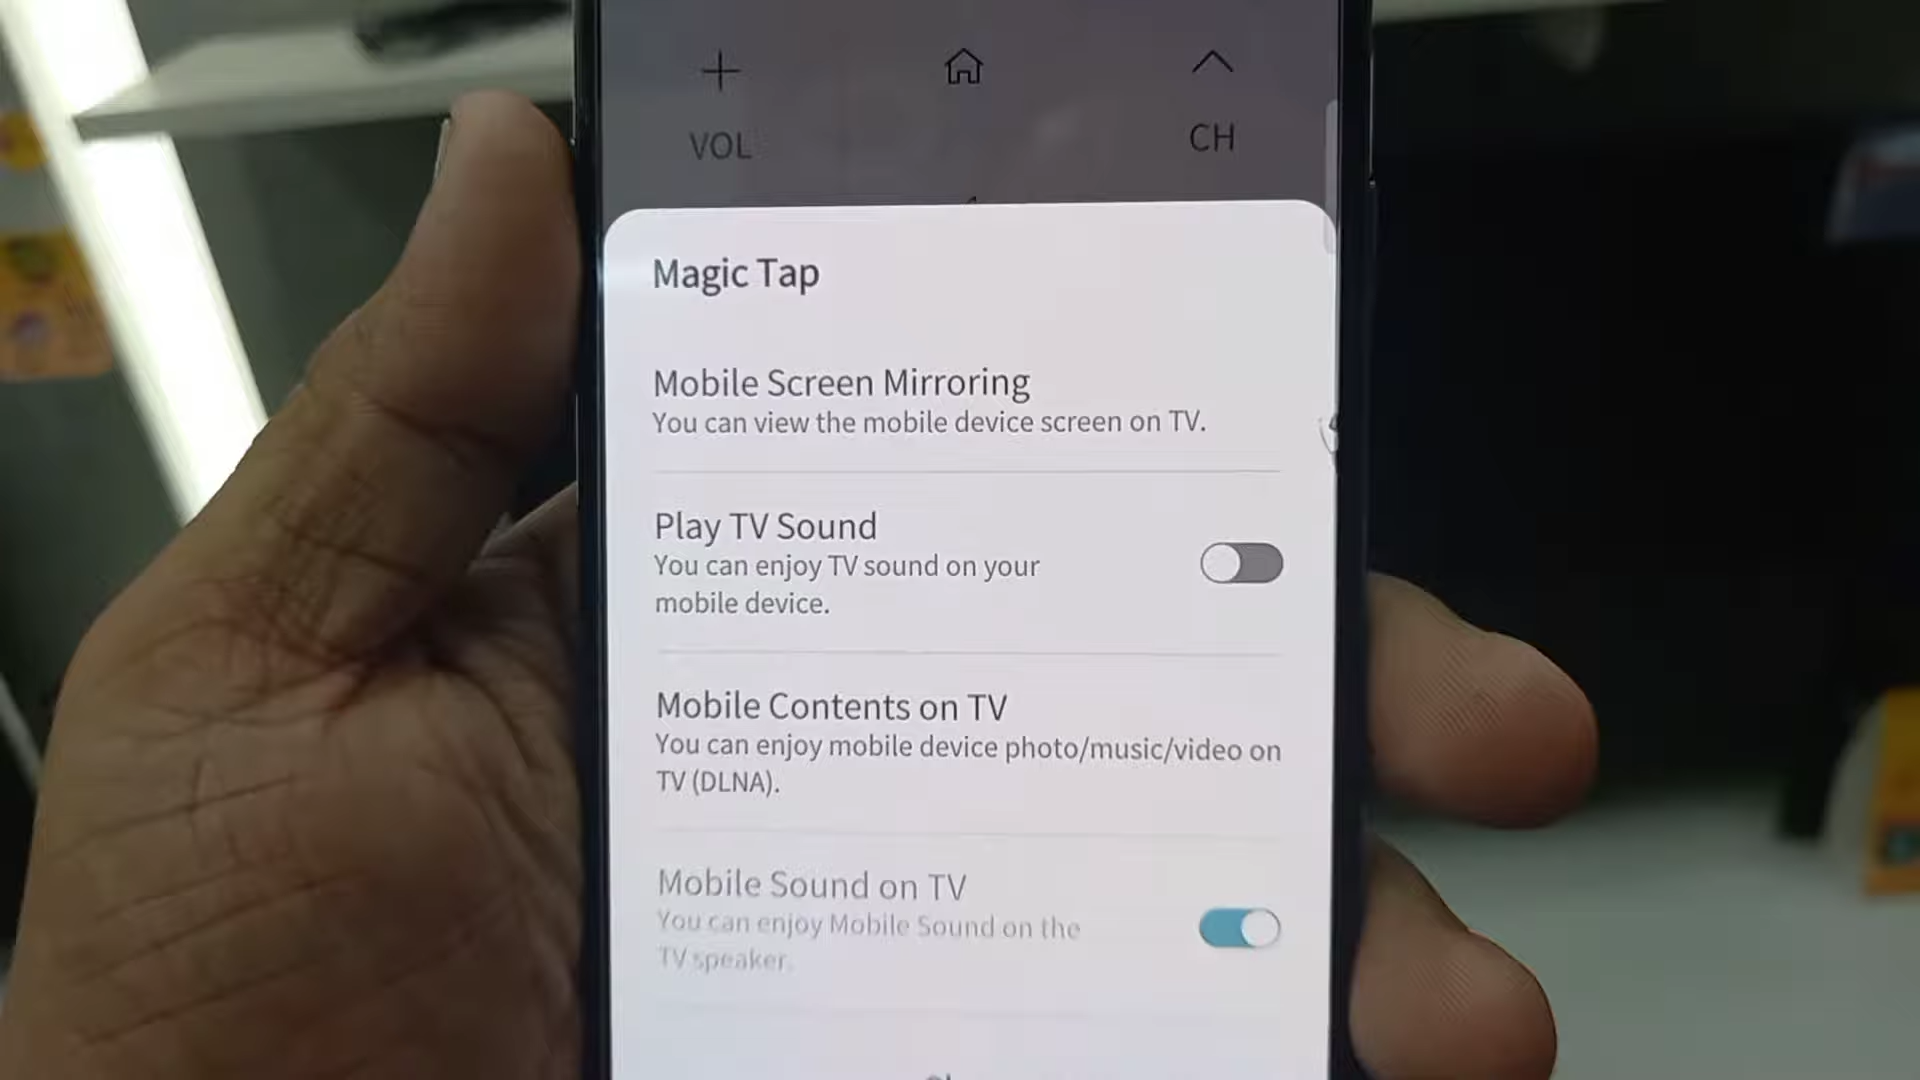 VOL
CH
Magic Tap
Mobile Screen Mirroring
You can view the mobile device screen on TV.
Play TV Sound
You can enjoy TV sound on your
mobile device.
Mobile Contents on TV
You can enjoy mobile device photo/music/video on
TV (DLNA).
Mobile Sound on TV
You can enjoy Mobile Sound on the
TV speaker.